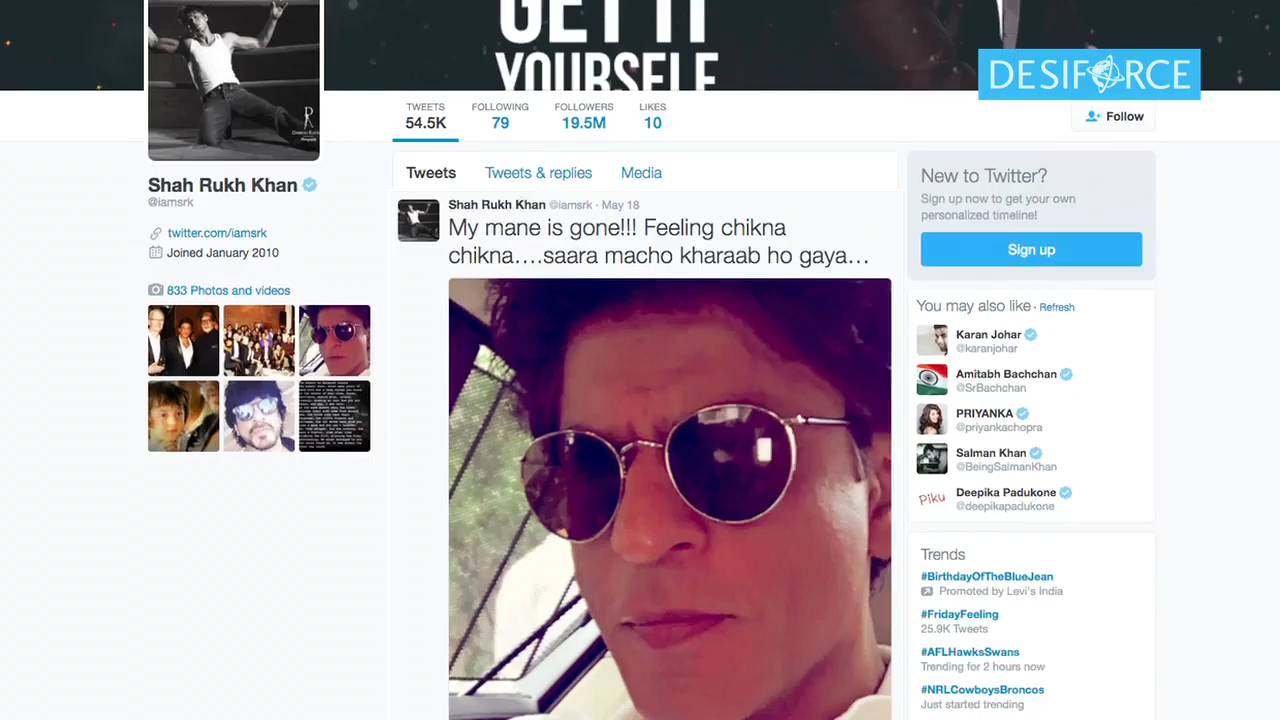 GET IT
YOURSELF
DESIFORCE
TWEETS FOLLOWING FOLLOWERS LIKES
54.5K 79 19.5M 10
Follow
Shah Rukh Khan
@iamsrk
twitter.com/iamsrk
Joined January 2010
833 Photos and videos
Tweets Tweets & replies Media
Shah Rukh Khan @iamsrk · May 18
My mane is gone!!! Feeling chikna
chikna....saara macho kharaab ho gaya...
New to Twitter?
Sign up now to get your own
personalized timeline!
Sign up
You may also like · Refresh
Karan Johar
@karanjohar
Amitabh Bachchan
@SrBachchan
PRIYANKA
@priyankachopra
Salman Khan
@BeingSalmanKhan
Piku
Deepika Padukone
@deepikapadukone
Trends
#BirthdayOfTheBlueJean
Promoted by Levi's India
#FridayFeeling
25.9K Tweets
#AFLHawksSwans
Trending for 2 hours now
#NRLCowboysBroncos
Just started trending